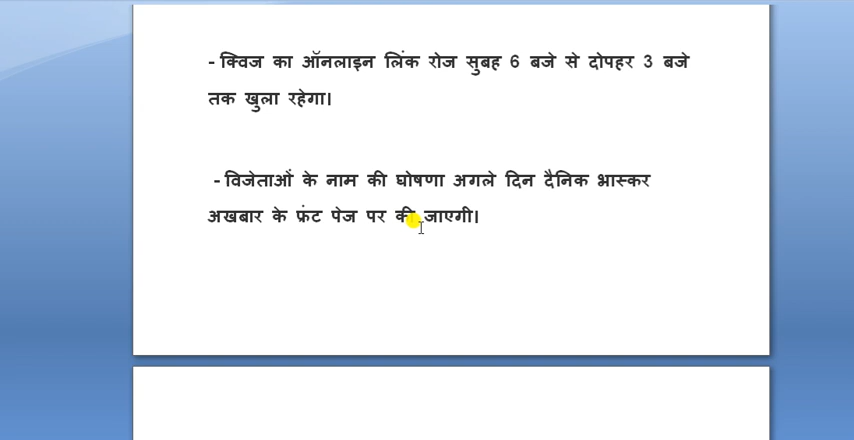 - क्विज का ऑनलाइन लिंक रोज सुबह 6 बजे से दोपहर 3 बजे
तक खुला रहेगा।
- विजेताओं के नाम की घोषणा अगले दिन दैनिक भास्कर
अखबार के फ्रंट पेज पर की जाएगी।